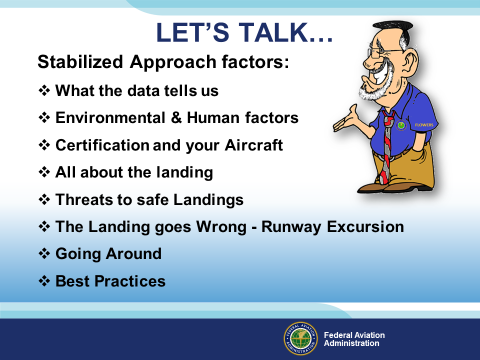 LET'S TALK…
Stabilized Approach factors:
❖ What the data tells us
❖ Environmental & Human factors
❖ Certification and your Aircraft
❖ All about the landing
❖ Threats to safe Landings
❖ The Landing goes Wrong - Runway Excursion
❖ Going Around
❖ Best Practices
Federal Aviation
Administration